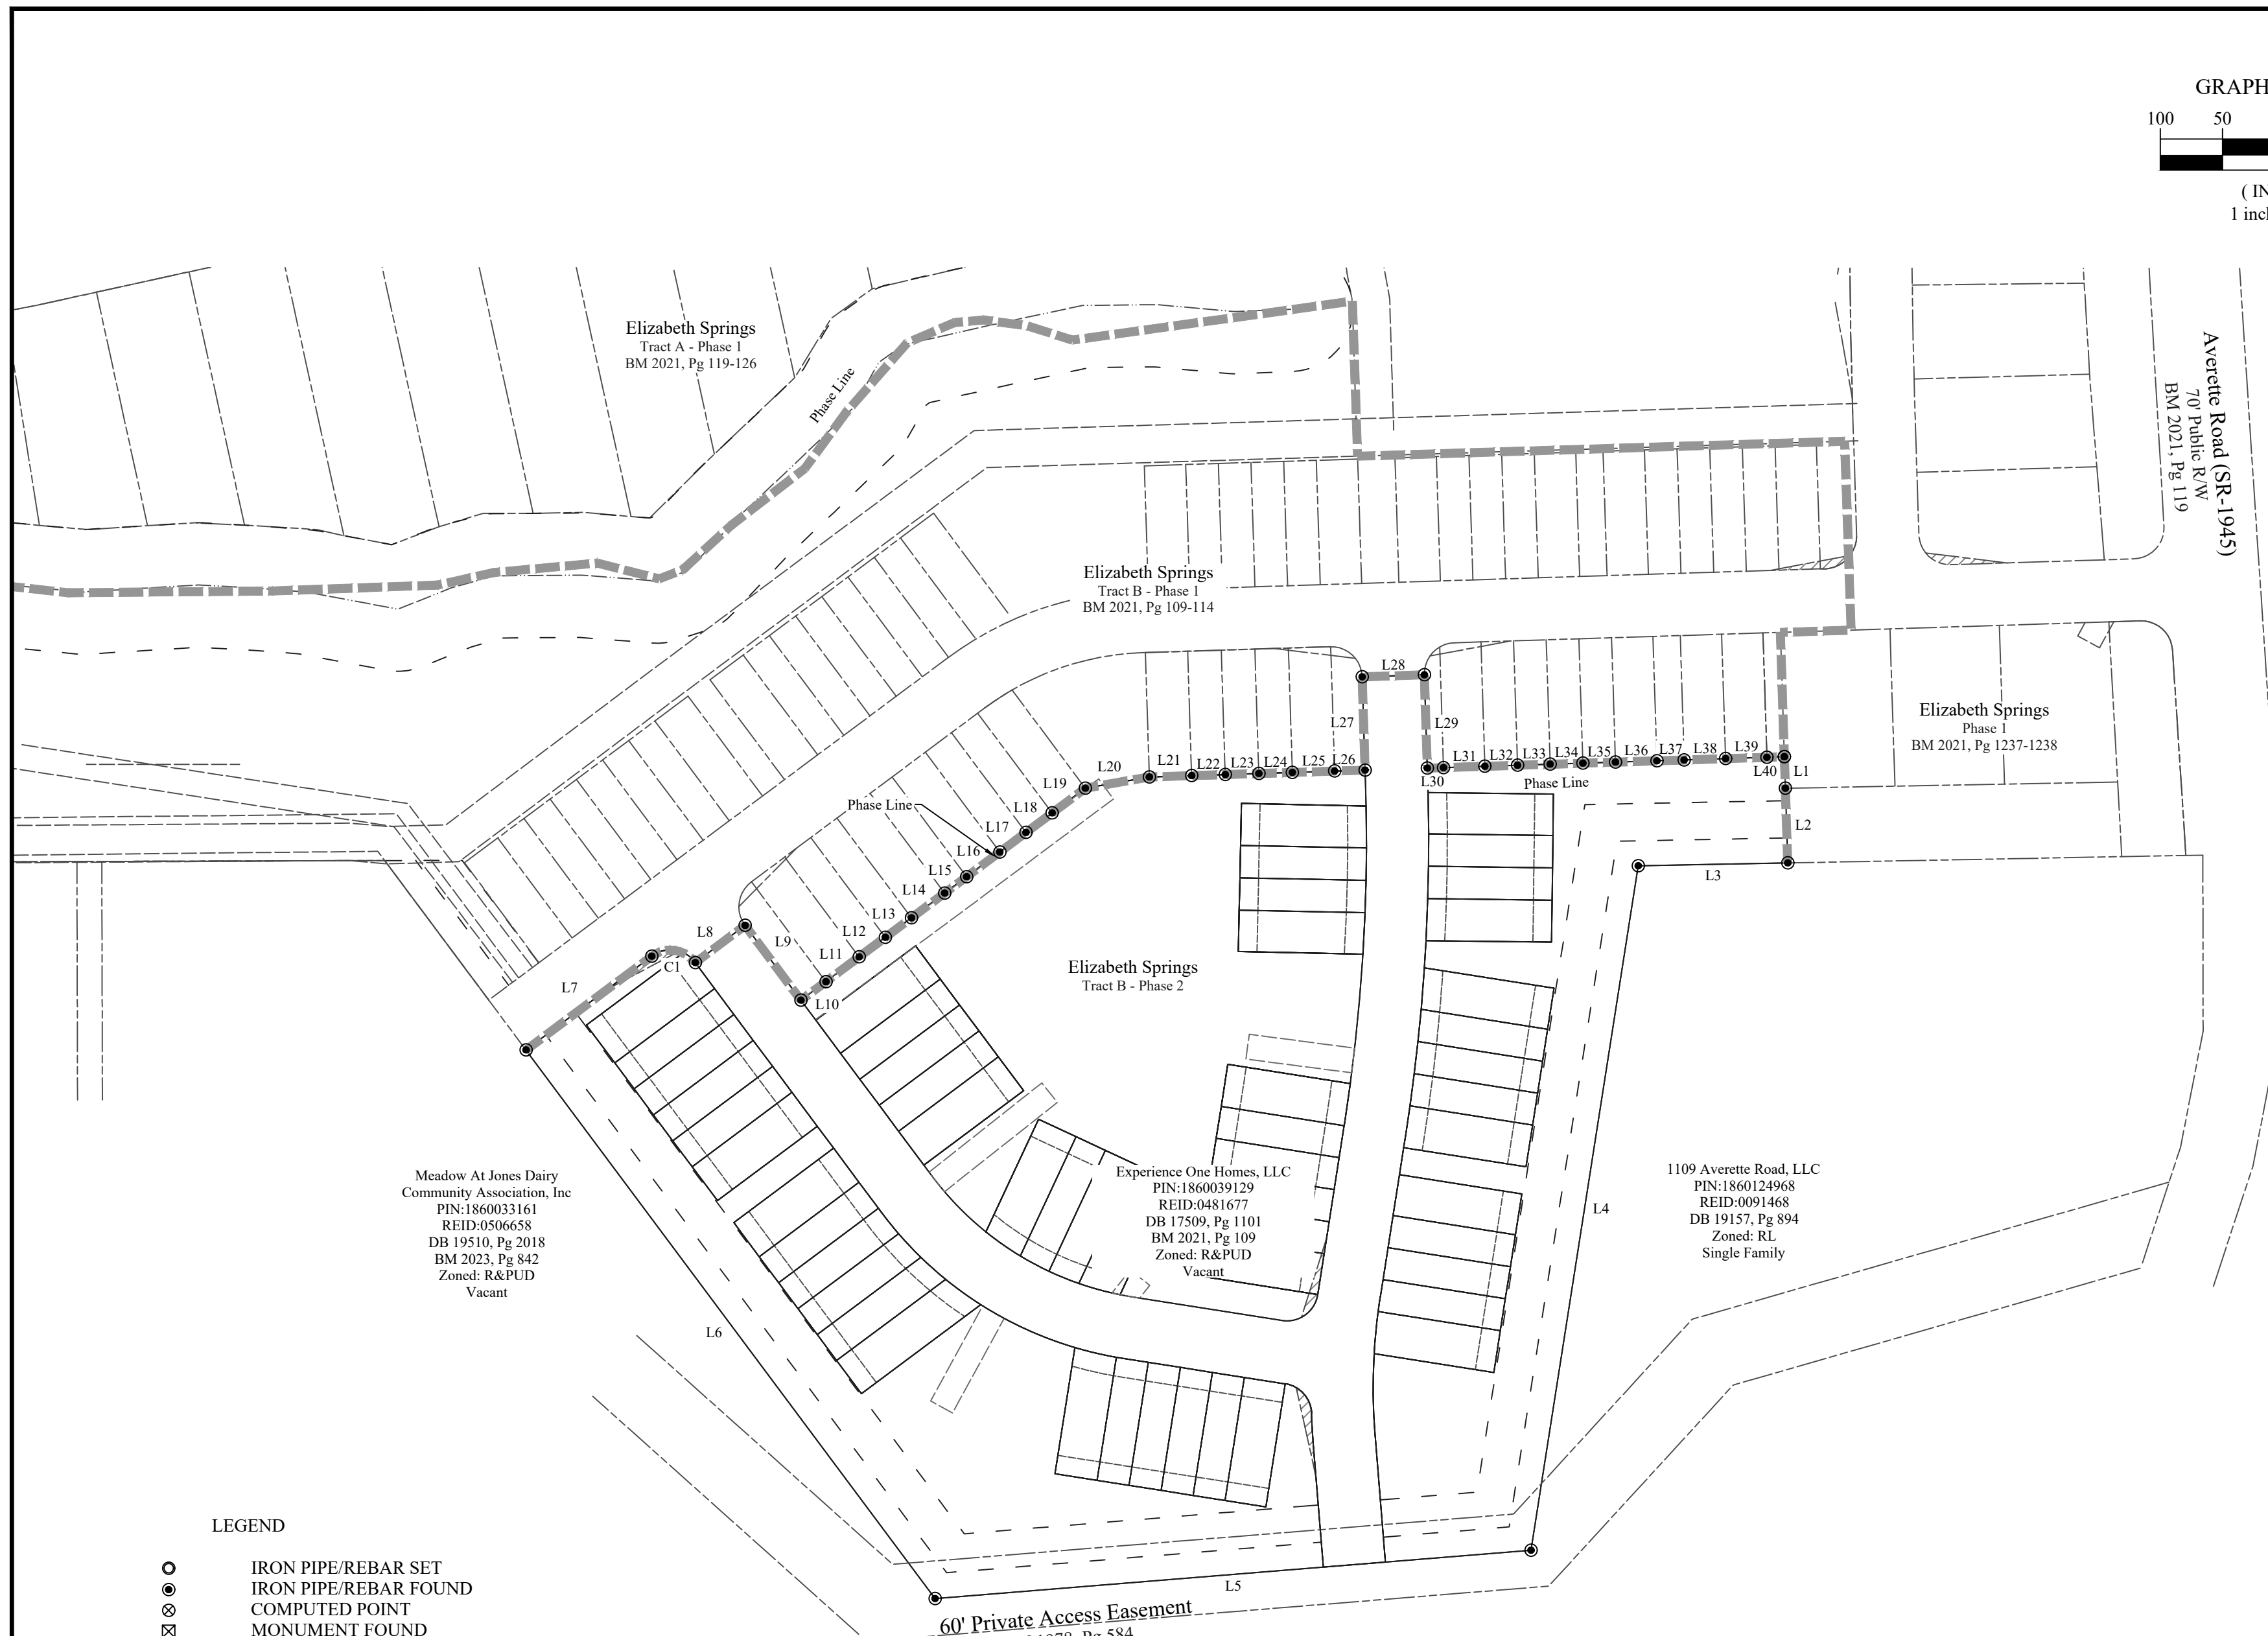 GRAPH
100 50
( IN
1 incl
Elizabeth Springs
Tract A - Phase 1
BM 2021, Pg 119-126
Phase Line
Averette Road (SR-1945)
70' Public R/W
BM 2021, Pg 119
Elizabeth Springs
Tract B - Phase 1
BM 2021, Pg 109-114
L28
L27
L29
L21
L22
L23
L24
L25
L26
L20
L19
L18
L17
L16
L15
L14
L13
L12
L11
L10
L9
L8
C1
L7
Phase Line
L30
L31
L32
L33
L34
L35
L36
L37
L38
L39
L40
L1
L2
L3
Phase Line
Elizabeth Springs
Phase 1
BM 2021, Pg 1237-1238
Elizabeth Springs
Tract B - Phase 2
Meadow At Jones Dairy
Community Association, Inc
PIN:1860033161
REID:0506658
DB 19510, Pg 2018
BM 2023, Pg 842
Zoned: R&PUD
Vacant
Experience One Homes, LLC
PIN:1860039129
REID:0481677
DB 17509, Pg 1101
BM 2021, Pg 109
Zoned: R&PUD
Vacant
L4
1109 Averette Road, LLC
PIN:1860124968
REID:0091468
DB 19157, Pg 894
Zoned: RL
Single Family
L6
L5
60' Private Access Easement
Pg 584
LEGEND
IRON PIPE/REBAR SET
IRON PIPE/REBAR FOUND
COMPUTED POINT
MONUMENT FOUND